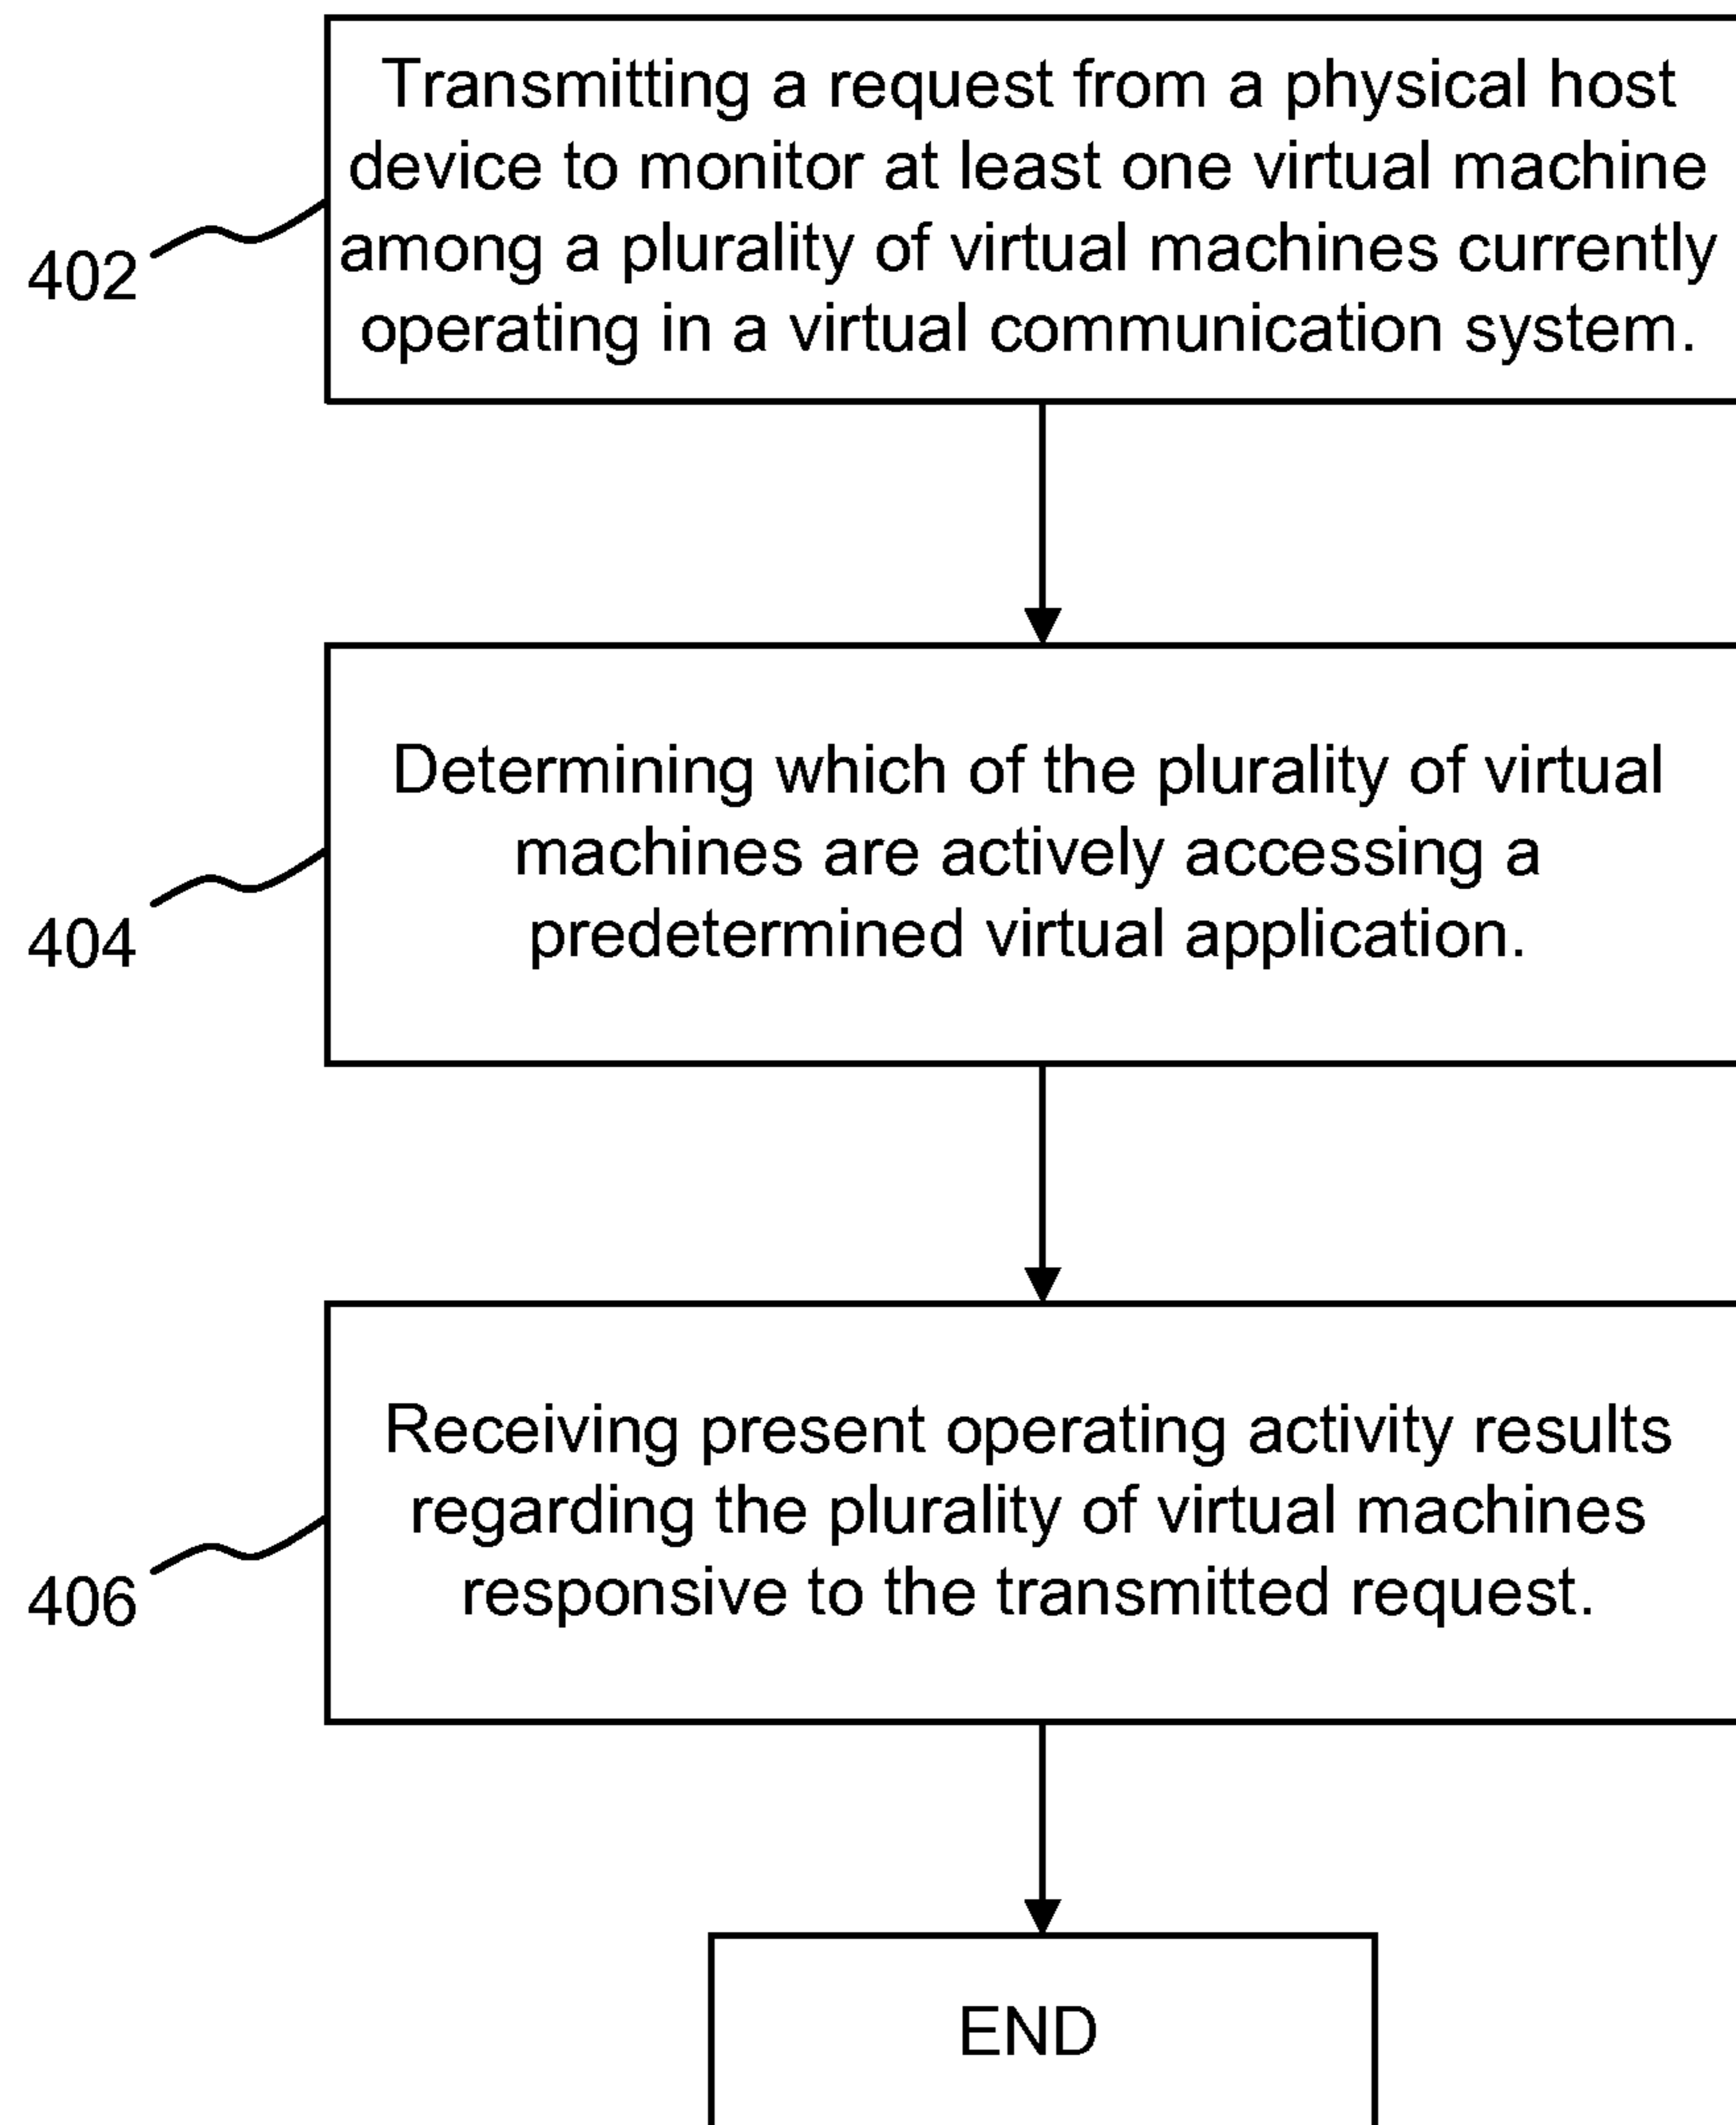 Transmitting a request from a physical host
device to monitor at least one virtual machine
among a plurality of virtual machines currently
operating in a virtual communication system.
402
Determining which of the plurality of virtual
machines are actively accessing a
predetermined virtual application.
404
Receiving present operating activity results
regarding the plurality of virtual machines
responsive to the transmitted request.
406
END